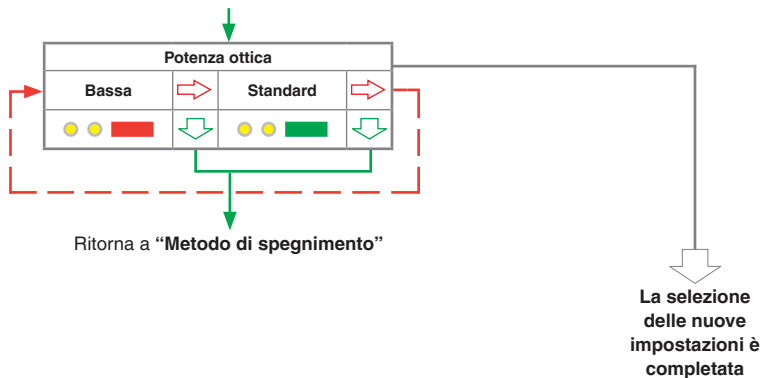 Potenza ottica
Bassa
Standard
Ritorna a “Metodo di spegnimento”
La selezione
delle nuove
impostazioni è
completata